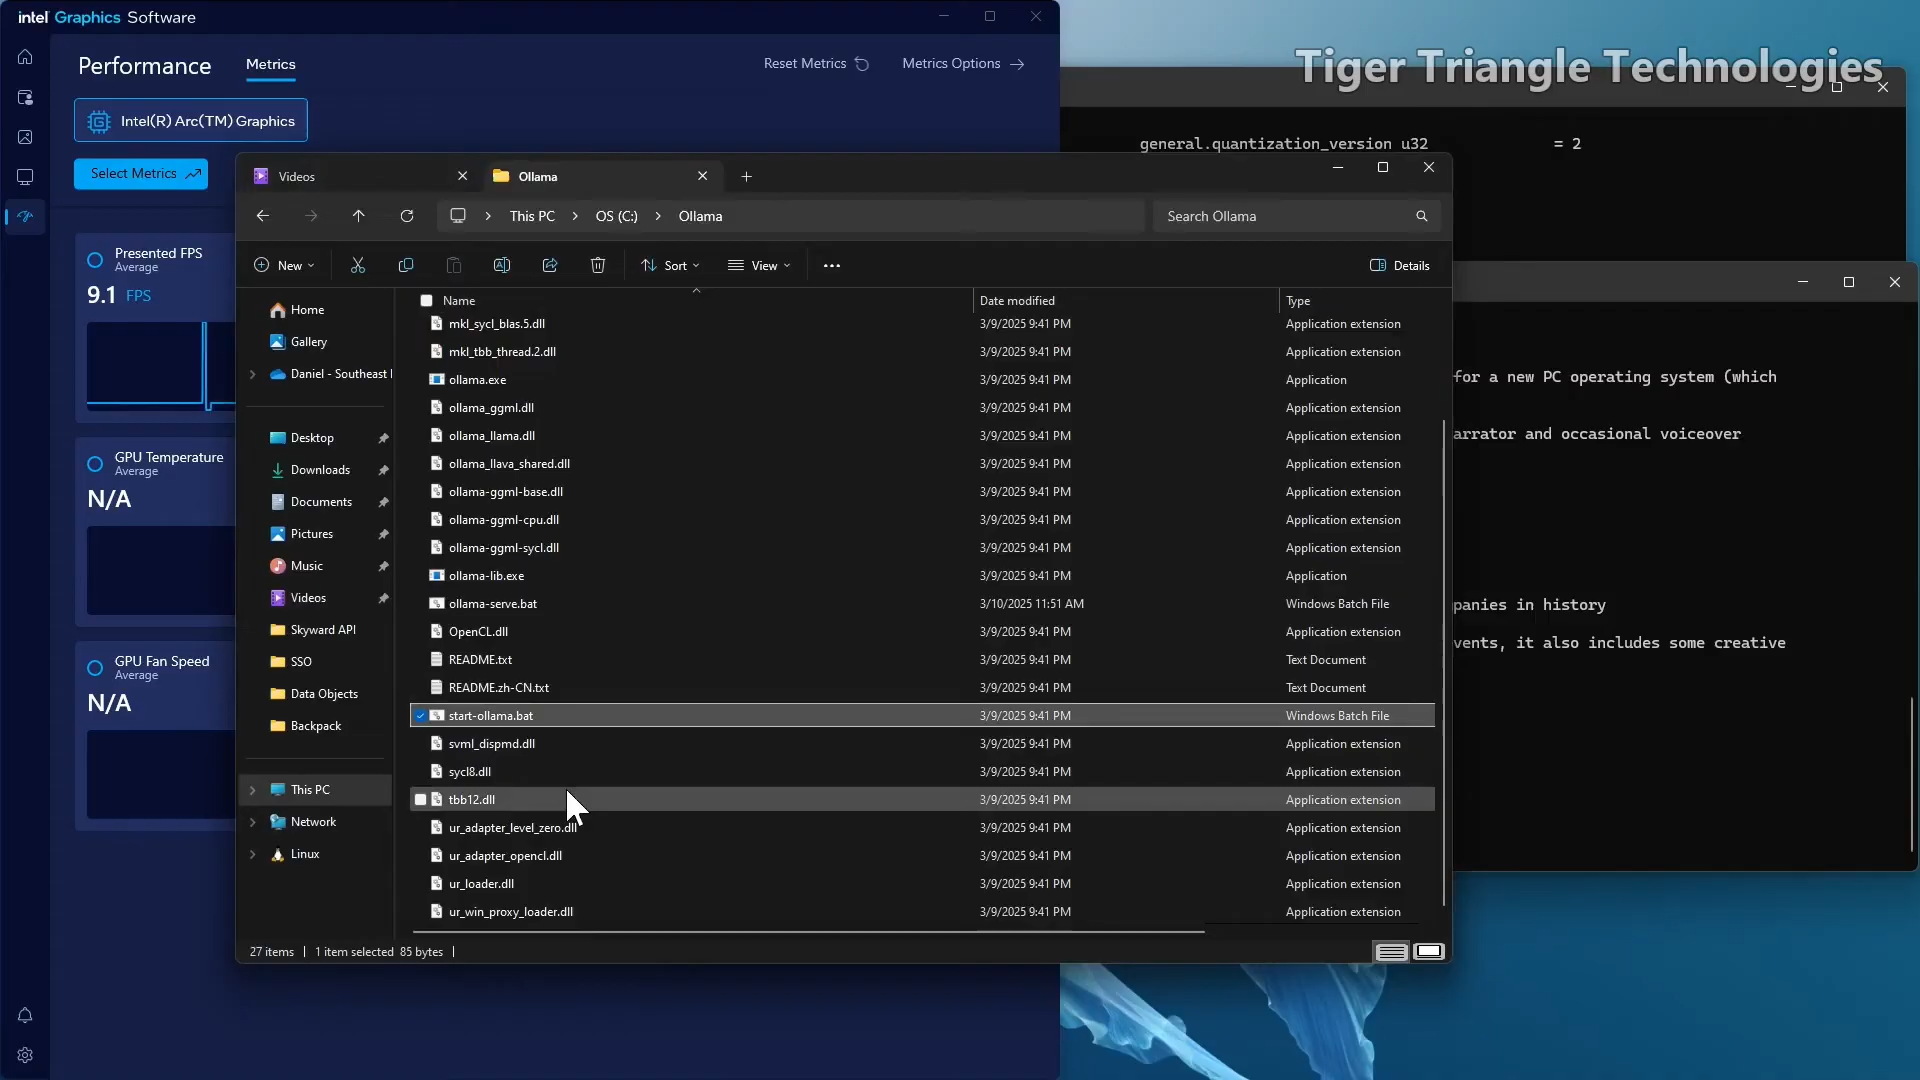 intel Graphics Software
Performance
Metrics
Reset Metrics
Metrics Options
Intel(R) Arc(TM) Graphics
Select Metrics
Presented FPS
Average
9.1 FPS
GPU Temperature
Average
N/A
GPU Fan Speed
Average
N/A
Tiger Triangle Technologies
general.quantization_version u32 = 2
Videos
Ollama
This PC > OS (C:) > Ollama
Search Ollama
New
Sort
View
Details
Home
Gallery
Daniel - Southeast
Desktop
Downloads
Documents
Pictures
Music
Videos
Skyward API
SSO
Data Objects
Backpack
This PC
Network
Linux
Name Date modified Type
mkl_sycl_blas.5.dll 3/9/2025 9:41 PM Application extension
mkl_tbb_thread.2.dll 3/9/2025 9:41 PM Application extension
ollama.exe 3/9/2025 9:41 PM Application
ollama_ggml.dll 3/9/2025 9:41 PM Application extension
ollama_llama.dll 3/9/2025 9:41 PM Application extension
ollama_llava_shared.dll 3/9/2025 9:41 PM Application extension
ollama-ggml-base.dll 3/9/2025 9:41 PM Application extension
ollama-ggml-cpu.dll 3/9/2025 9:41 PM Application extension
ollama-ggml-sycl.dll 3/9/2025 9:41 PM Application extension
ollama-lib.exe 3/9/2025 9:41 PM Application
ollama-serve.bat 3/10/2025 11:51 AM Windows Batch File
OpenCL.dll 3/9/2025 9:41 PM Application extension
README.txt 3/9/2025 9:41 PM Text Document
README.zh-CN.txt 3/9/2025 9:41 PM Text Document
start-ollama.bat 3/9/2025 9:41 PM Windows Batch File
svml_dispmd.dll 3/9/2025 9:41 PM Application extension
sycl8.dll 3/9/2025 9:41 PM Application extension
tbb12.dll 3/9/2025 9:41 PM Application extension
ur_adapter_level_zero.dll 3/9/2025 9:41 PM Application extension
ur_adapter_opencl.dll 3/9/2025 9:41 PM Application extension
ur_loader.dll 3/9/2025 9:41 PM Application extension
ur_win_proxy_loader.dll 3/9/2025 9:41 PM Application extension
27 items 1 item selected 85 bytes
for a new PC operating system (which
arrator and occasional voiceover
panies in history
vents, it also includes some creative